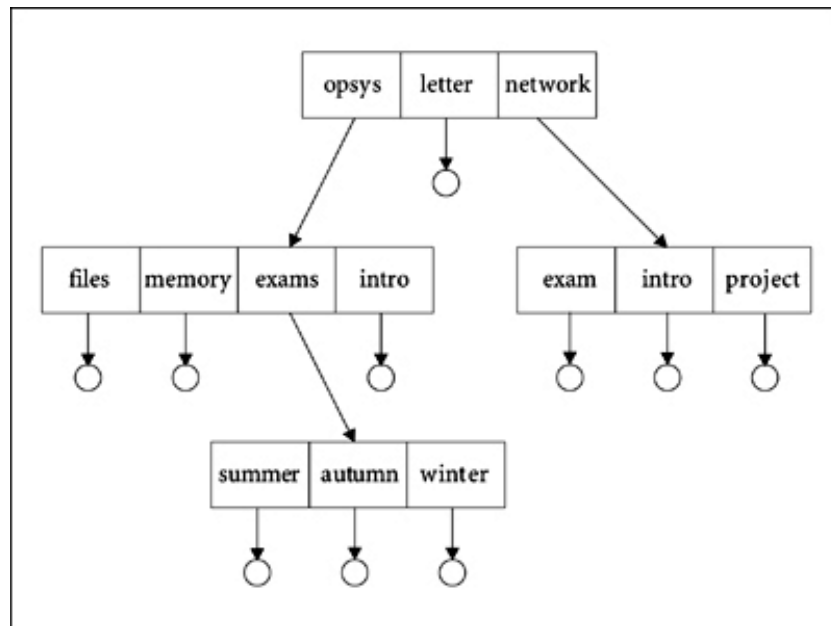 opsys letter network
files memory exams intro exam intro project
summer autumn winter